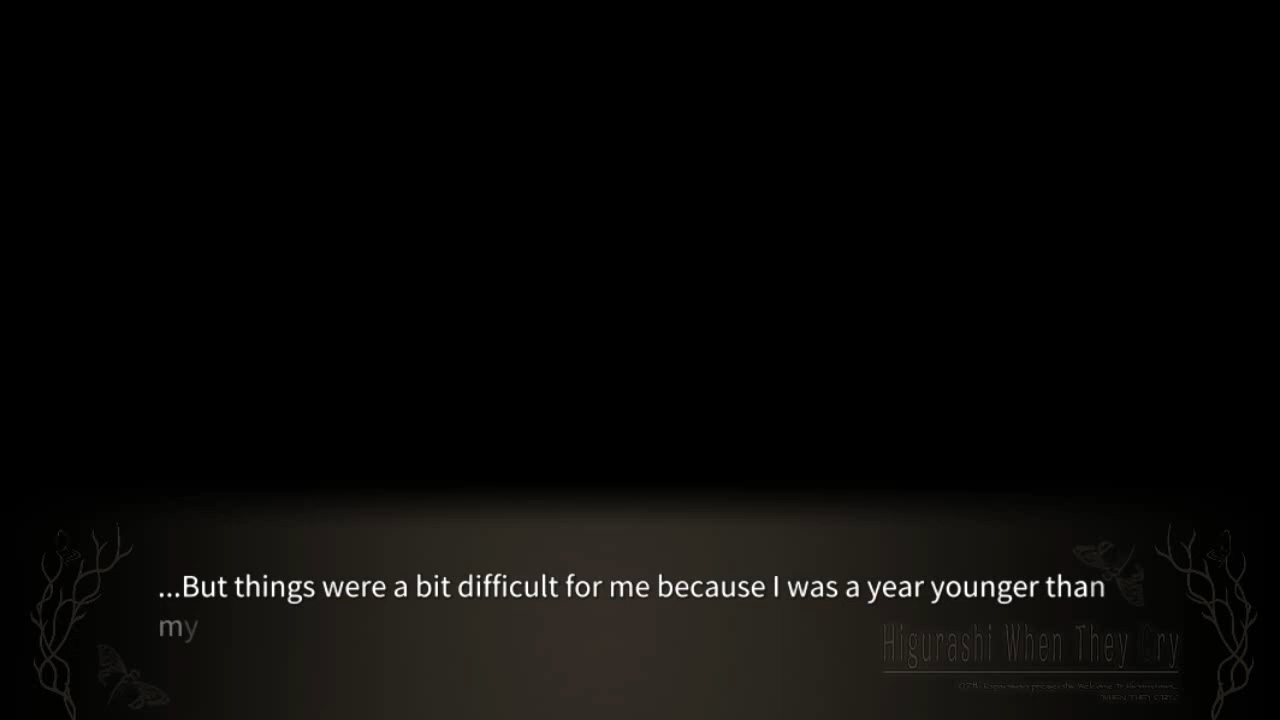 ...But things were a bit difficult for me because I was a year younger than
my
Higurashi When They Cry